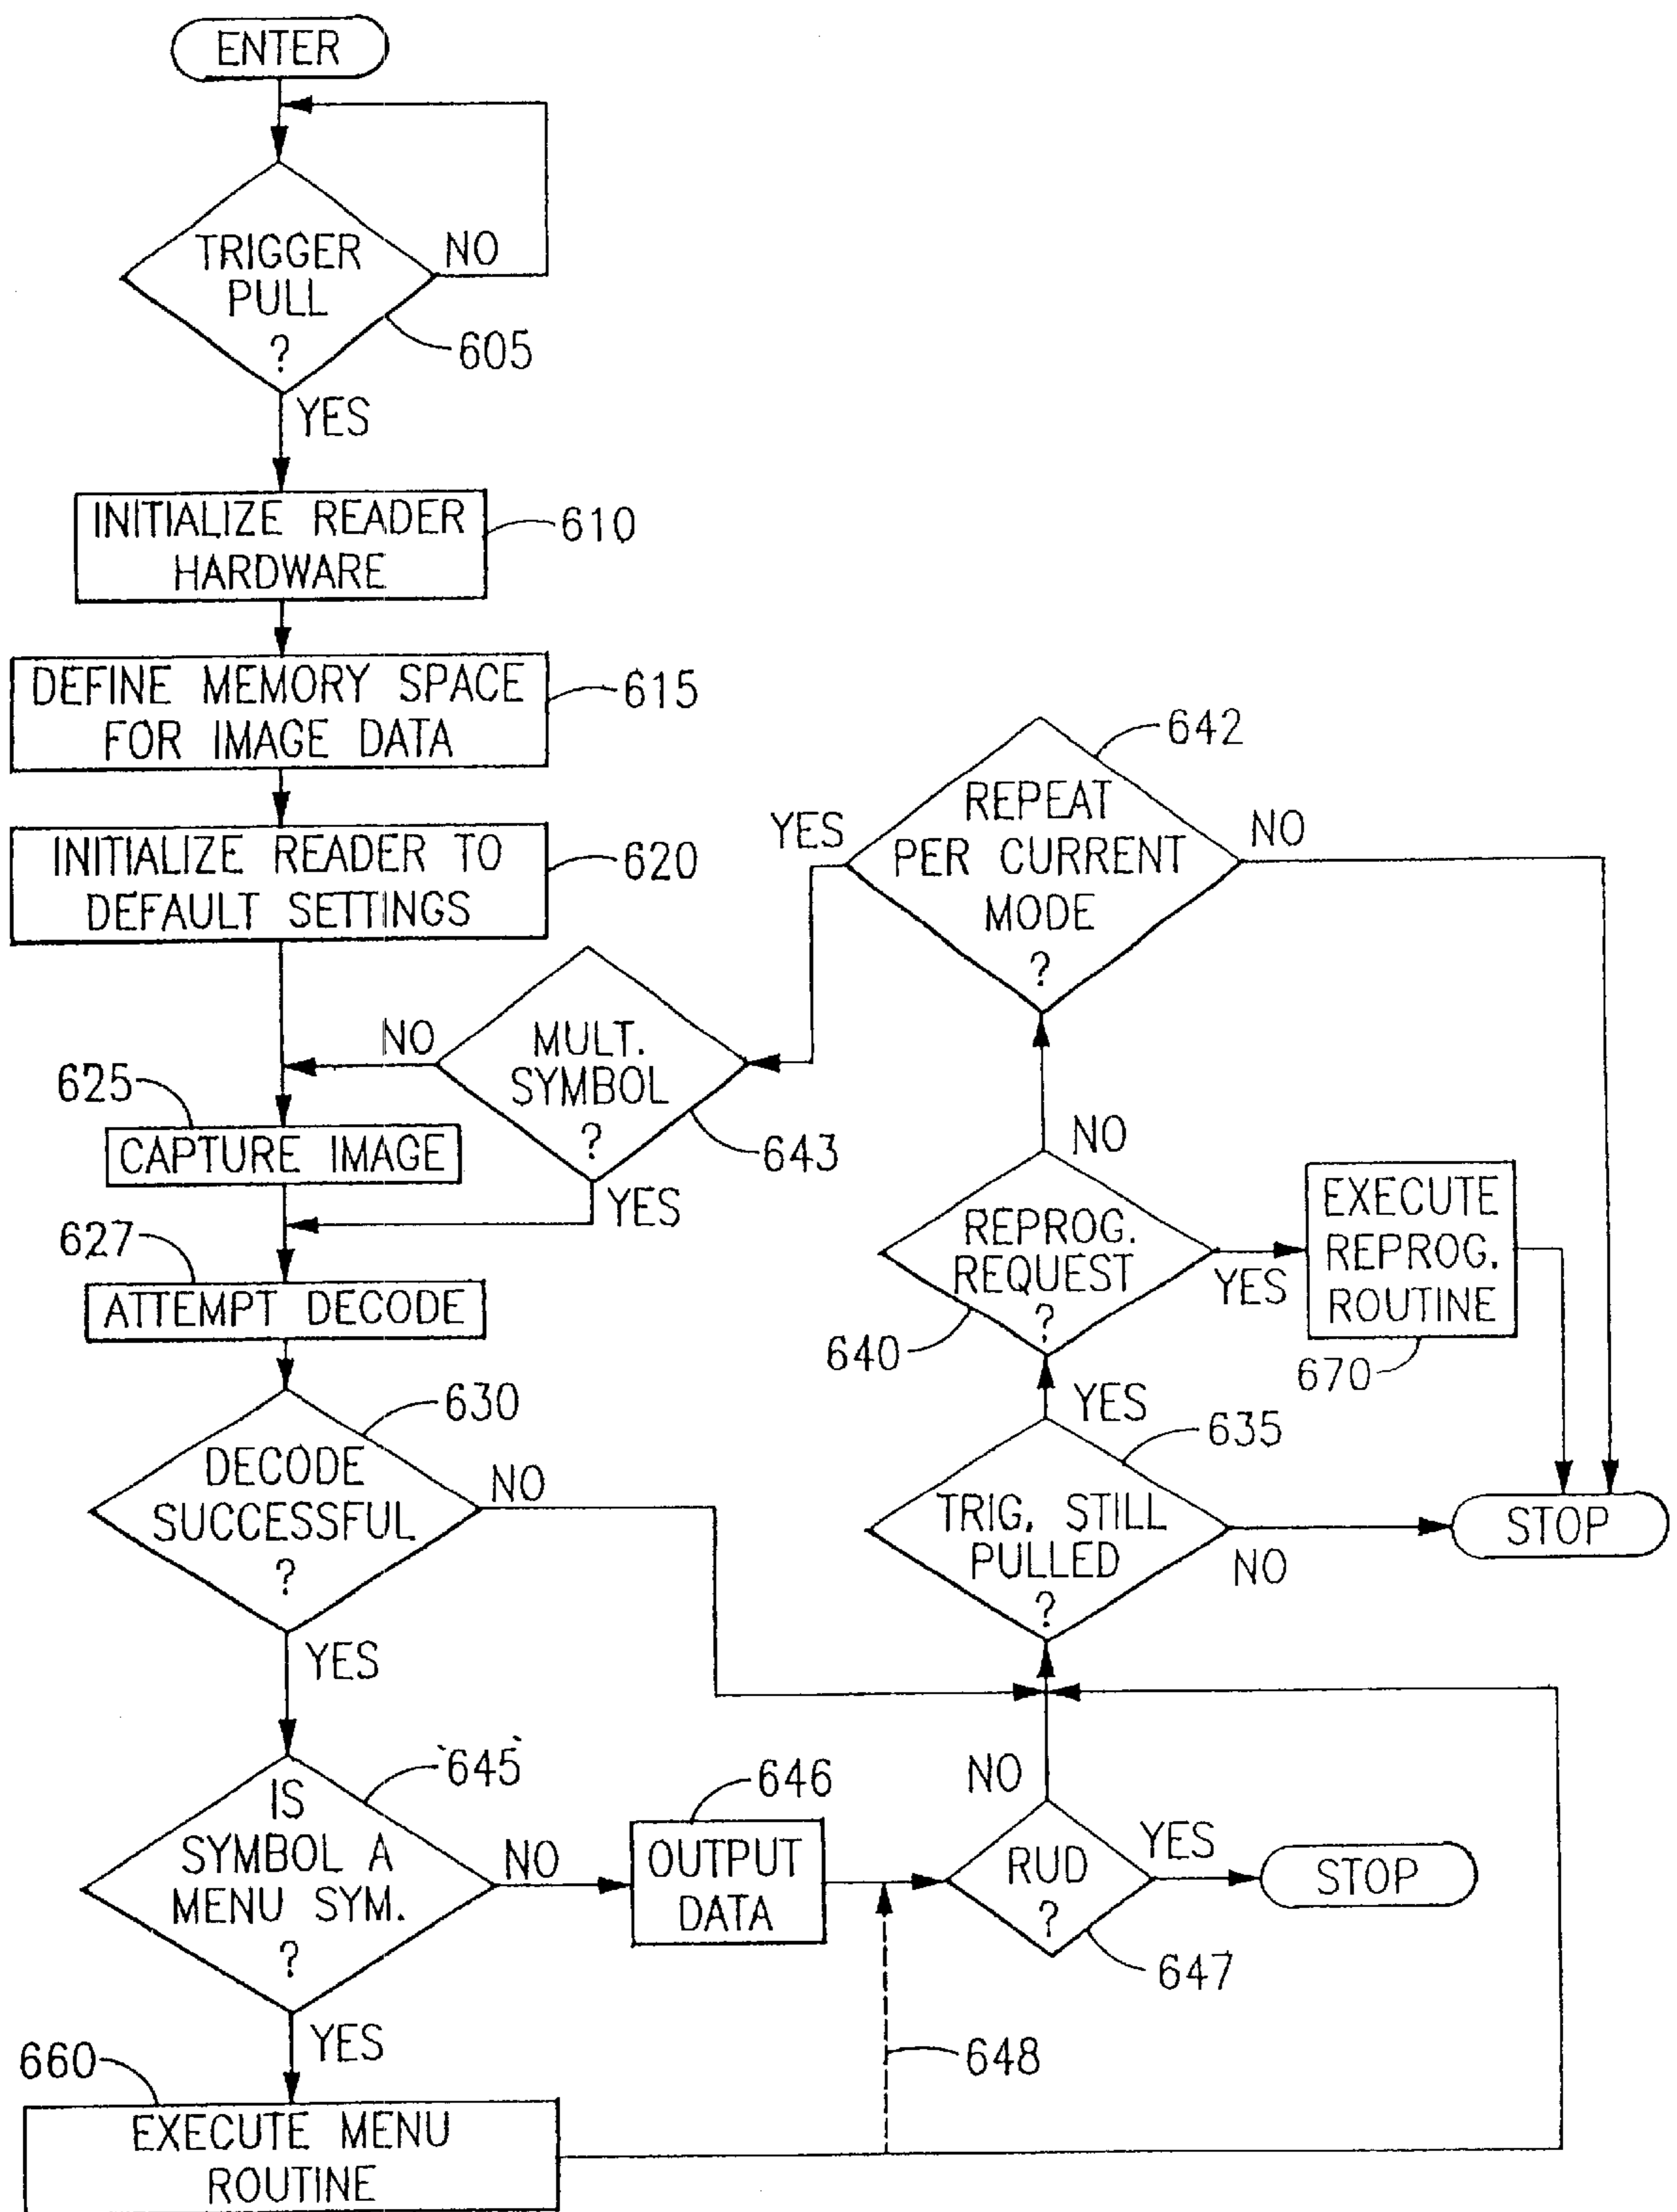 ENTER
TRIGGER
PULL
?
NO
605
YES
INITIALIZE READER
HARDWARE
610
DEFINE MEMORY SPACE
FOR IMAGE DATA
615
INITIALIZE READER TO
DEFAULT SETTINGS
620
625
CAPTURE IMAGE
627
ATTEMPT DECODE
NO
MULT.
SYMBOL
?
643
YES
642
REPEAT
PER CURRENT
MODE
?
YES
NO
NO
REPROG.
REQUEST
?
640
YES
EXECUTE
REPROG.
ROUTINE
670
630
DECODE
SUCCESSFUL
?
NO
YES
YES
635
TRIG. STILL
PULLED
?
NO
STOP
645
IS
SYMBOL A
MENU SYM.
?
NO
646
OUTPUT
DATA
NO
RUD
?
YES
STOP
647
YES
648
660
EXECUTE MENU
ROUTINE